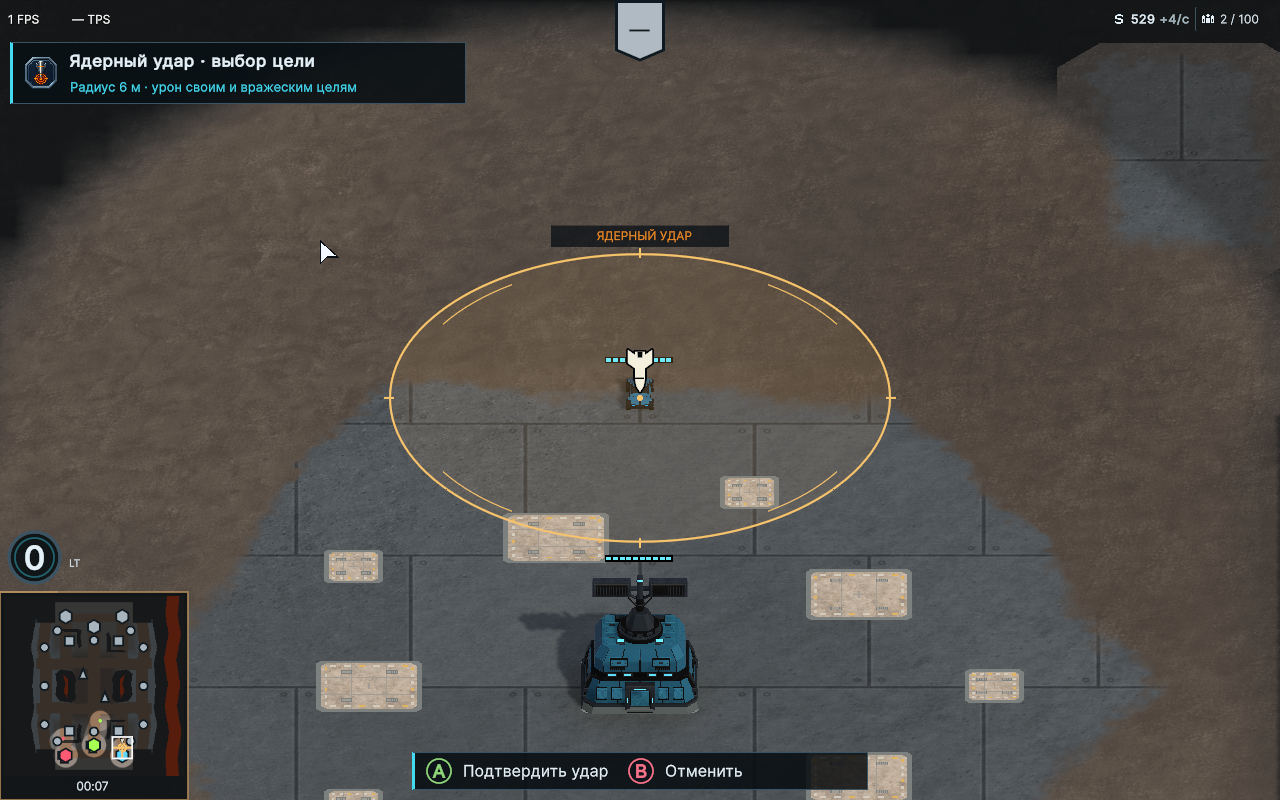 1 FPS — TPS
S 529 +4/с 2 / 100
—
Ядерный удар · выбор цели
Радиус 6 м · урон своим и вражеским целям
ЯДЕРНЫЙ УДАР
0 LT
00:07
A Подтвердить удар B Отменить